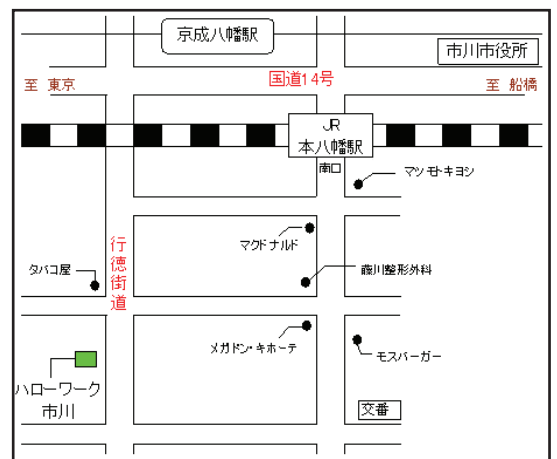 京成八幡駅
市川市役所
国道14号
至 東京
至 船橋
JR
本八幡駅
南口
マツモトキヨシ
マクドナルド
行徳街道
タバコ屋
藤川整形外科
メガドン・キホーテ
モスバーガー
ハローワーク
市川
交番